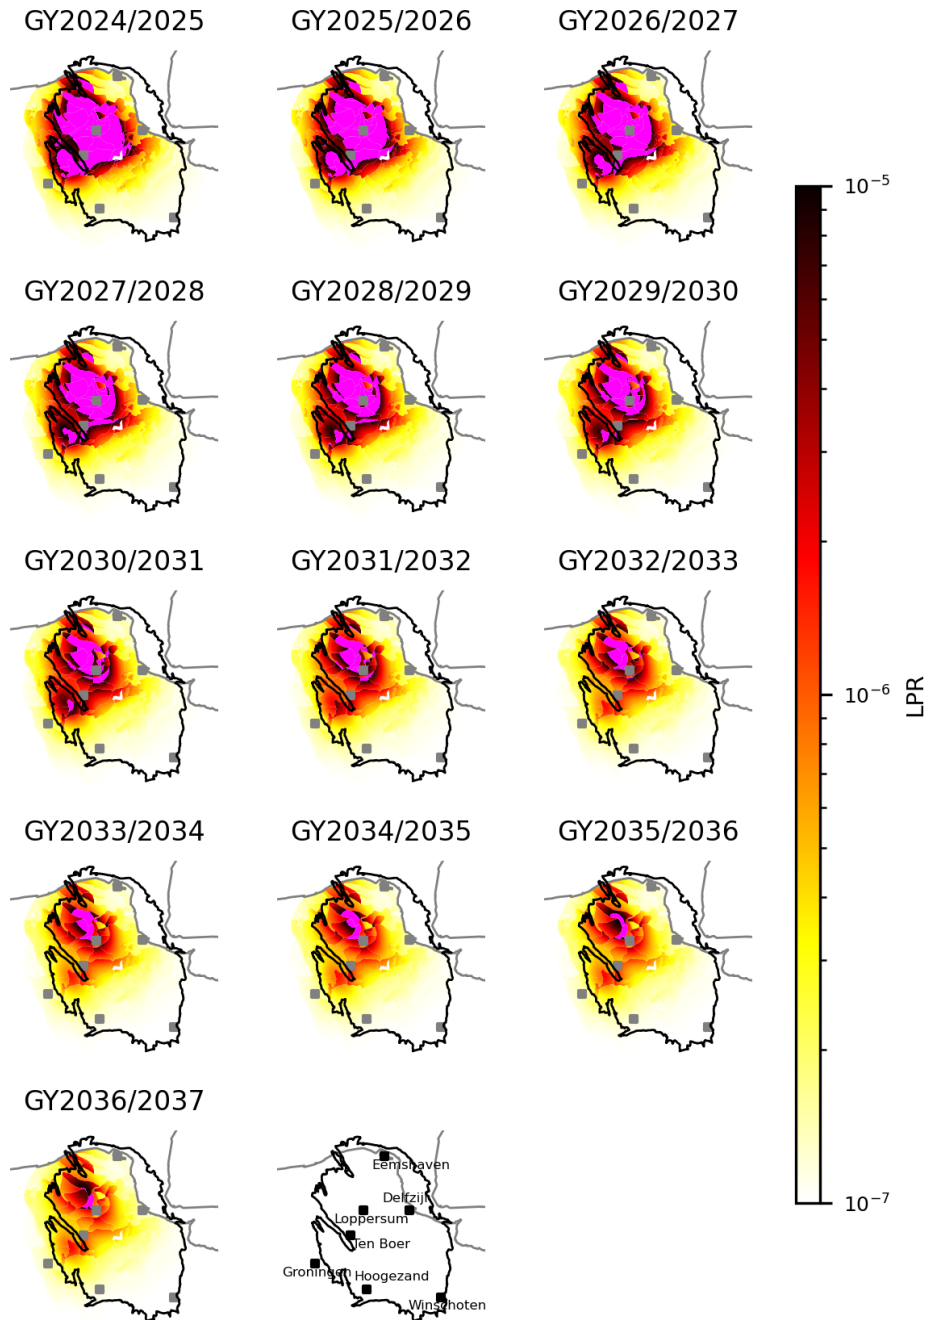 GY2024/2025
GY2025/2026
GY2026/2027
GY2027/2028
GY2028/2029
GY2029/2030
GY2030/2031
GY2031/2032
GY2032/2033
GY2033/2034
GY2034/2035
GY2035/2036
GY2036/2037
Eemshaven
Delfzijl
Loppersum
Ten Boer
Groningen
Hoogezand
Winschoten
10⁻⁵
10⁻⁶
10⁻⁷
LPR